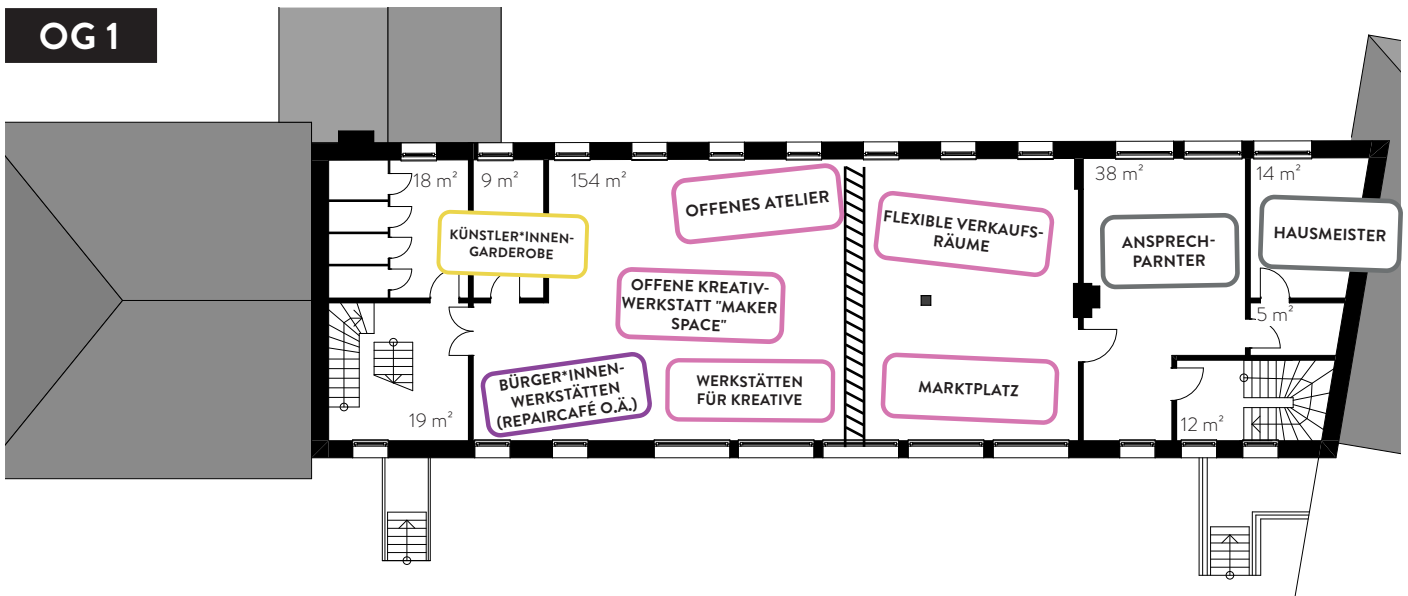 OG 1
18 m²
9 m²
154 m²
38 m²
14 m²
OFFENES ATELIER
FLEXIBLE VERKAUFS-
RÄUME
KÜNSTLER*INNEN-
GARDEROBE
ANSPRECH-
PARNTER
HAUSMEISTER
OFFENE KREATIV-
WERKSTATT "MAKER
SPACE"
5 m²
BÜRGER*INNEN-
WERKSTÄTTEN
(REPAIRCAFÉ O.Ä.)
WERKSTÄTTEN
FÜR KREATIVE
MARKTPLATZ
19 m²
12 m²